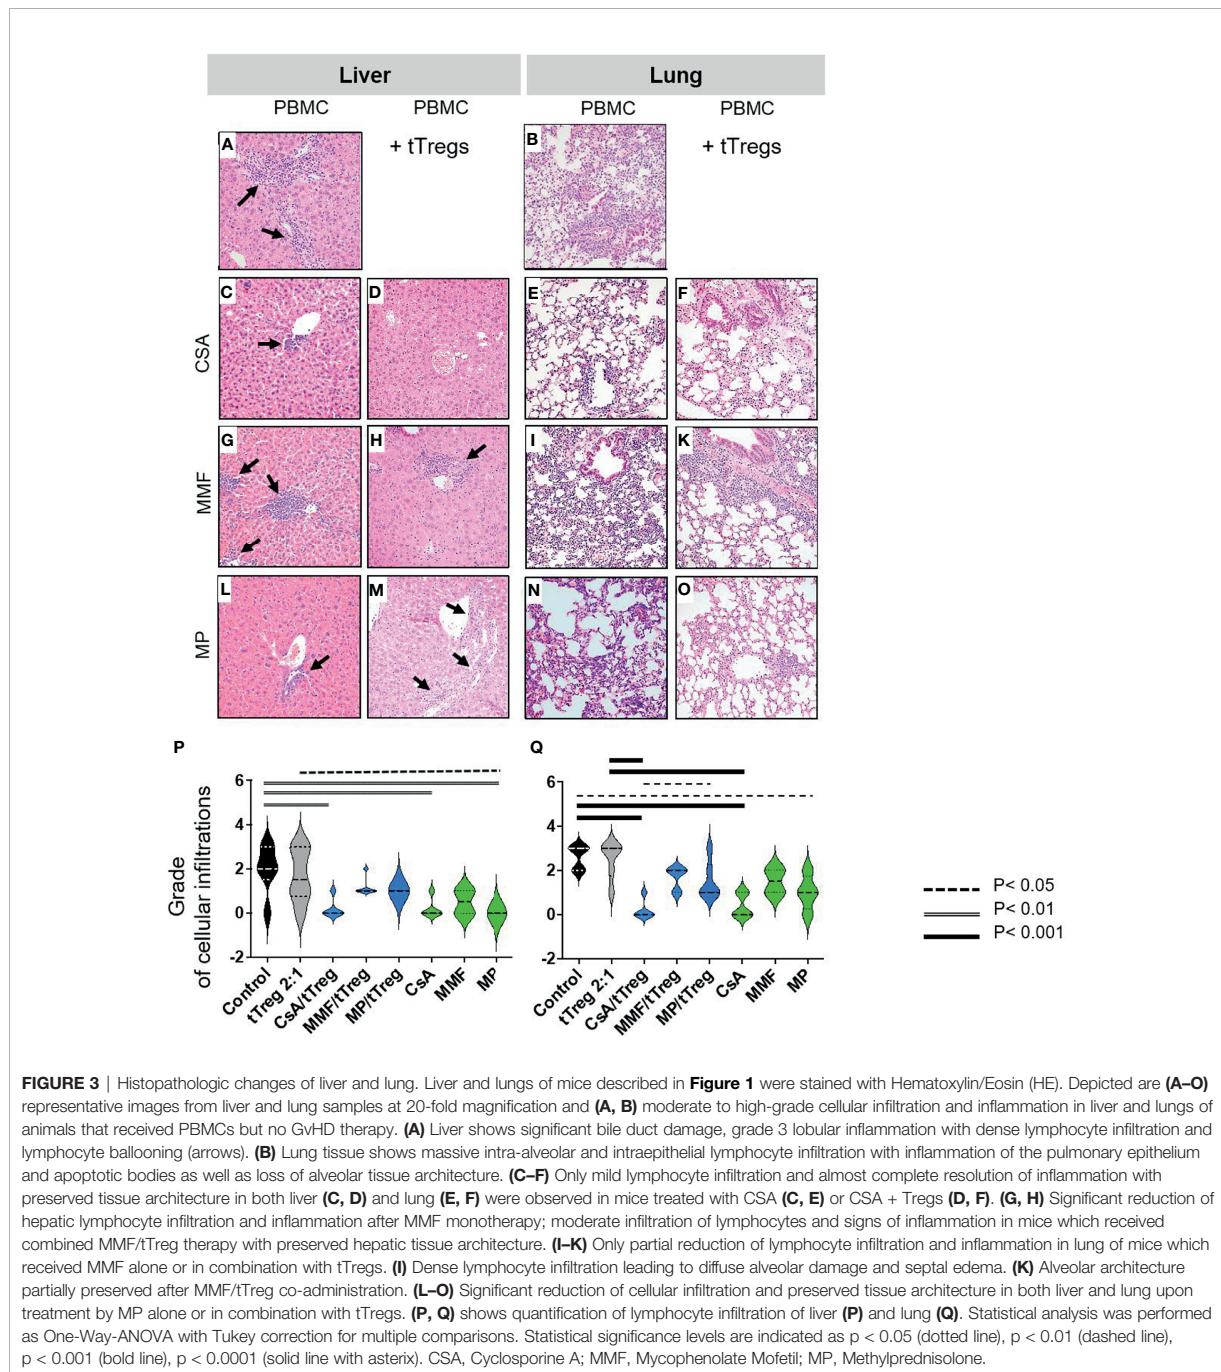 Liver
Lung
PBMC
PBMC
+ tTregs
PBMC
PBMC
+ tTregs
A
B
CSA
C
D
E
F
MMF
G
H
I
K
MP
L
M
N
O
P
Grade
of cellular infiltrations
6
4
2
0
-2
Control
tTreg 2:1
CsA/tTreg
MMF/tTreg
MP/tTreg
CsA
MMF
MP
Q
6
4
2
0
-2
Control
tTreg 2:1
CsA/tTreg
MMF/tTreg
MP/tTreg
CsA
MMF
MP
P< 0.05
P< 0.01
P< 0.001
FIGURE 3 | Histopathologic changes of liver and lung. Liver and lungs of mice described in Figure 1 were stained with Hematoxylin/Eosin (HE). Depicted are (A–O)
representative images from liver and lung samples at 20-fold magnification and (A, B) moderate to high-grade cellular infiltration and inflammation in liver and lungs of
animals that received PBMCs but no GvHD therapy. (A) Liver shows significant bile duct damage, grade 3 lobular inflammation with dense lymphocyte infiltration and
lymphocyte ballooning (arrows). (B) Lung tissue shows massive intra-alveolar and intraepithelial lymphocyte infiltration with inflammation of the pulmonary epithelium
and apoptotic bodies as well as loss of alveolar tissue architecture. (C–F) Only mild lymphocyte infiltration and almost complete resolution of inflammation with
preserved tissue architecture in both liver (C, D) and lung (E, F) were observed in mice treated with CSA (C, E) or CSA + Tregs (D, F). (G, H) Significant reduction of
hepatic lymphocyte infiltration and inflammation after MMF monotherapy; moderate infiltration of lymphocytes and signs of inflammation in mice which received
combined MMF/tTreg therapy with preserved hepatic tissue architecture. (I–K) Only partial reduction of lymphocyte infiltration and inflammation in lung of mice which
received MMF alone or in combination with tTregs. (I) Dense lymphocyte infiltration leading to diffuse alveolar damage and septal edema. (K) Alveolar architecture
partially preserved after MMF/tTreg co-administration. (L–O) Significant reduction of cellular infiltration and preserved tissue architecture in both liver and lung upon
treatment by MP alone or in combination with tTregs. (P, Q) shows quantification of lymphocyte infiltration of liver (P) and lung (Q). Statistical analysis was performed
as One-Way-ANOVA with Tukey correction for multiple comparisons. Statistical significance levels are indicated as p < 0.05 (dotted line), p < 0.01 (dashed line),
p < 0.001 (bold line), p < 0.0001 (solid line with asterix). CSA, Cyclosporine A; MMF, Mycophenolate Mofetil; MP, Methylprednisolone.